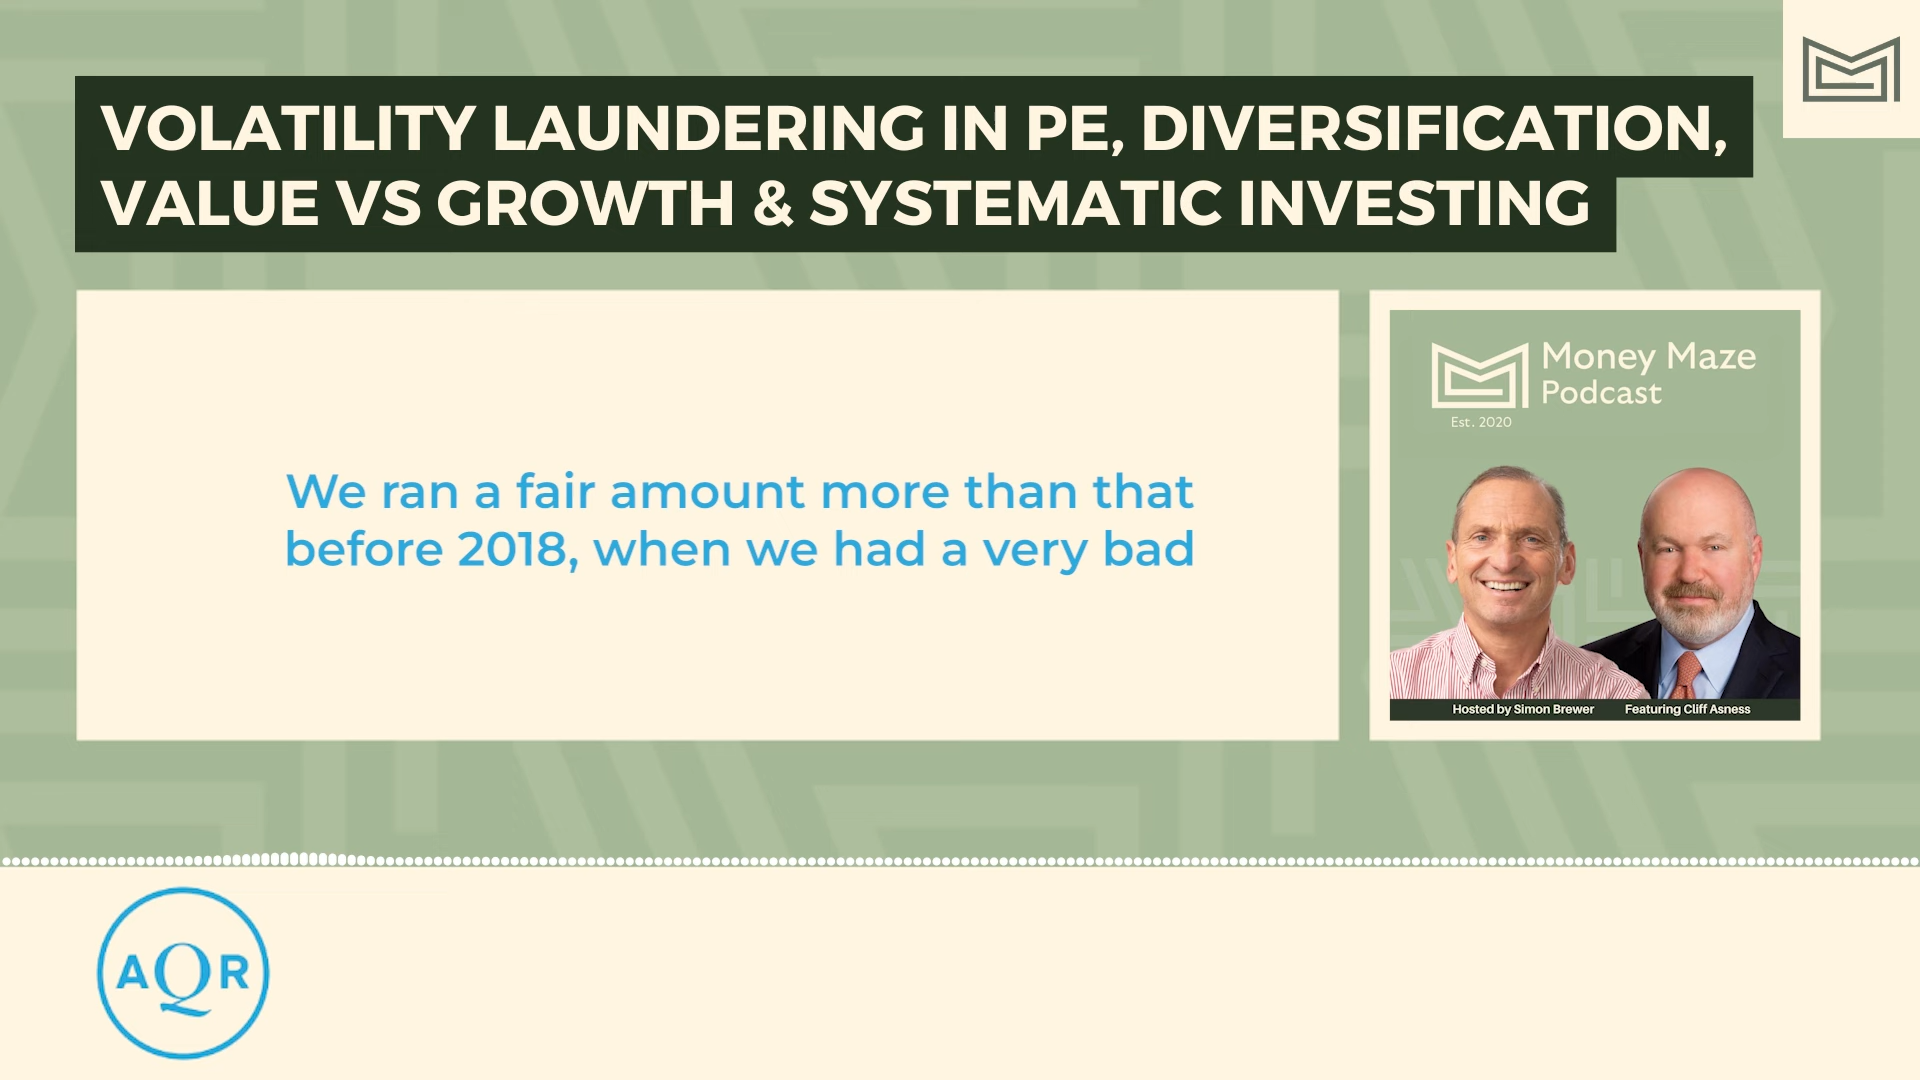 VOLATILITY LAUNDERING IN PE, DIVERSIFICATION,
VALUE VS GROWTH & SYSTEMATIC INVESTING
We ran a fair amount more than that
before 2018, when we had a very bad
Money Maze
Podcast
Est. 2020
Hosted by Simon Brewer
Featuring Cliff Asness
AQR